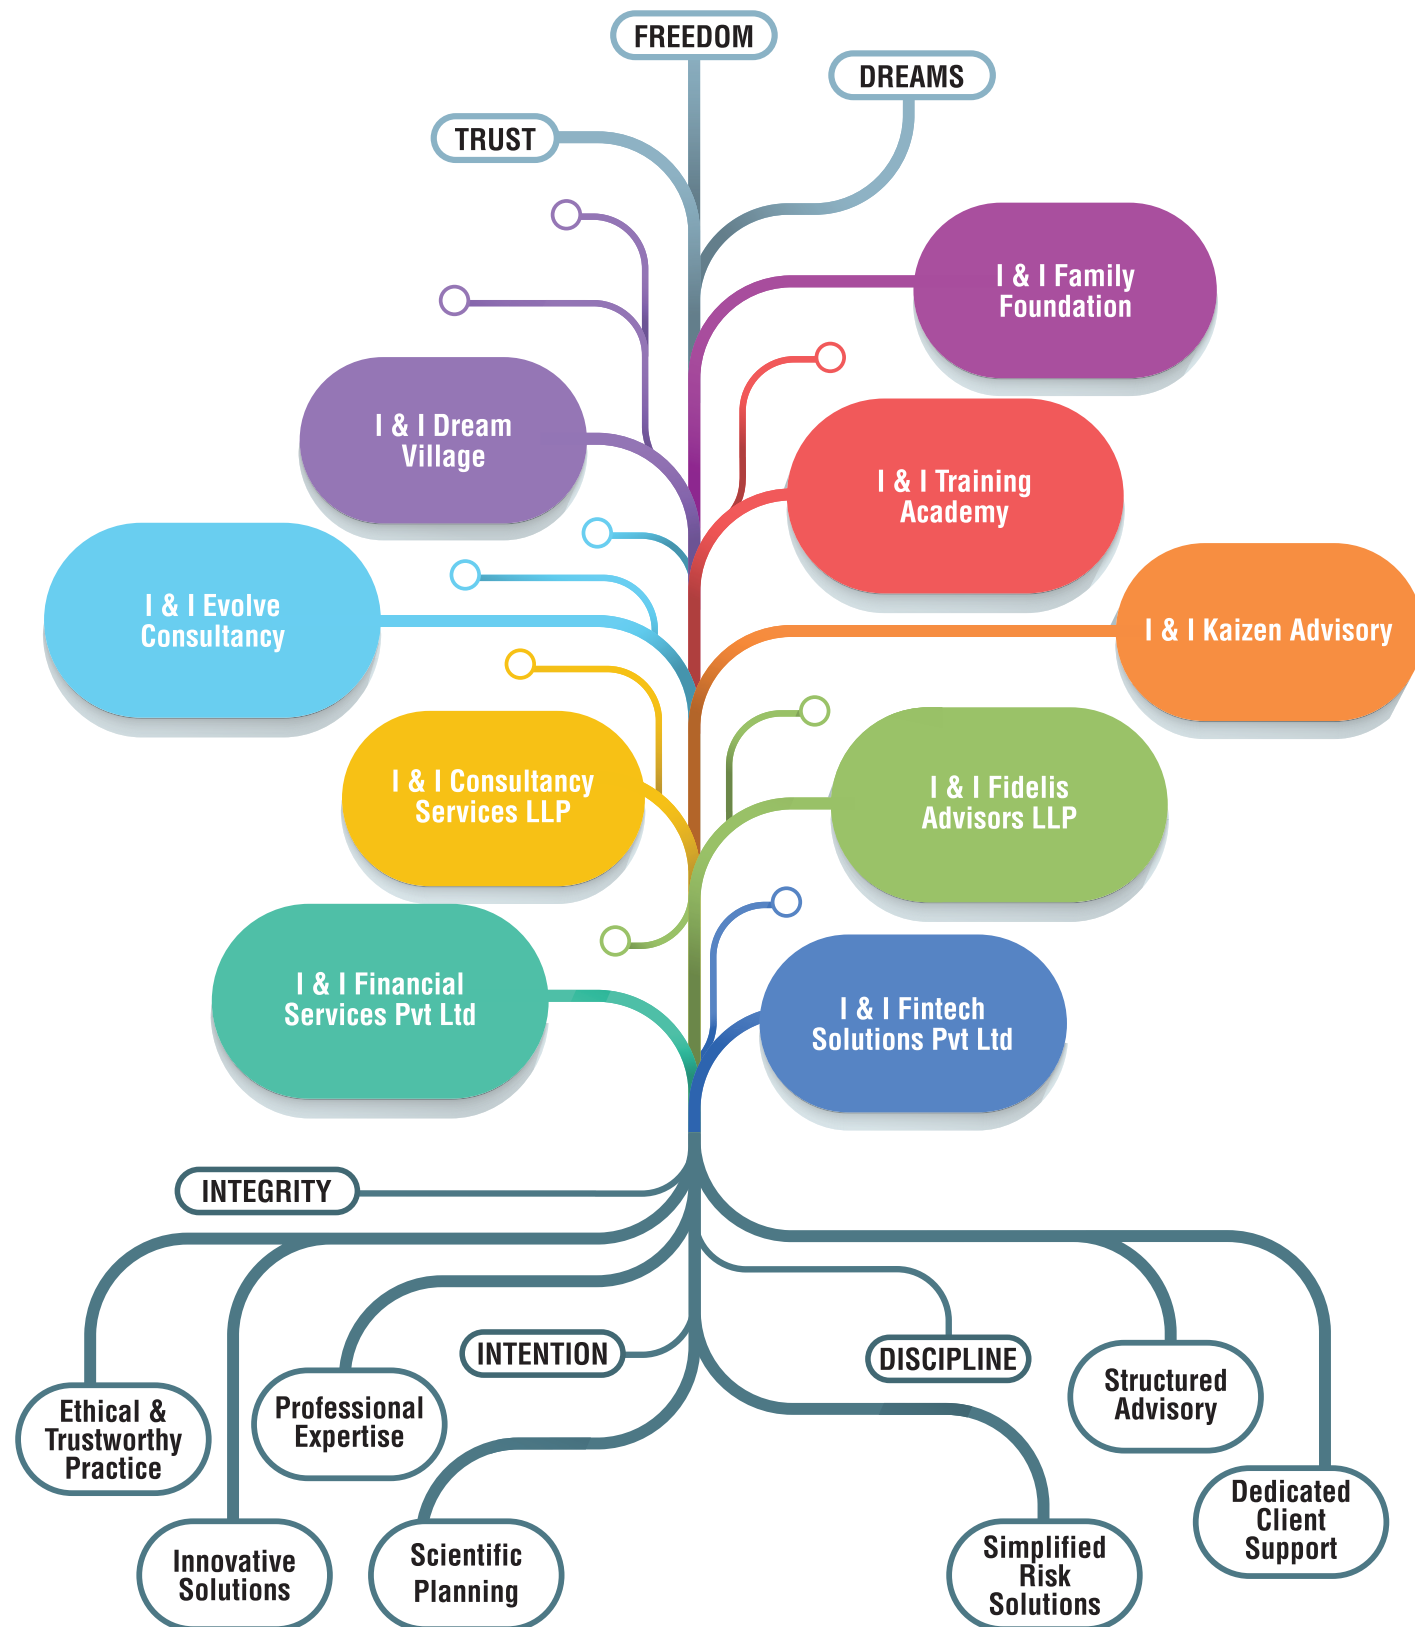 FREEDOM
DREAMS
TRUST
I & I Family
Foundation
I & I Dream
Village
I & I Training
Academy
I & I Evolve
Consultancy
I & I Kaizen Advisory
I & I Consultancy
Services LLP
I & I Fidelis
Advisors LLP
I & I Financial
Services Pvt Ltd
I & I Fintech
Solutions Pvt Ltd
INTEGRITY
INTENTION
DISCIPLINE
Ethical &
Trustworthy
Practice
Professional
Expertise
Structured
Advisory
Innovative
Solutions
Scientific
Planning
Simplified
Risk
Solutions
Dedicated
Client
Support